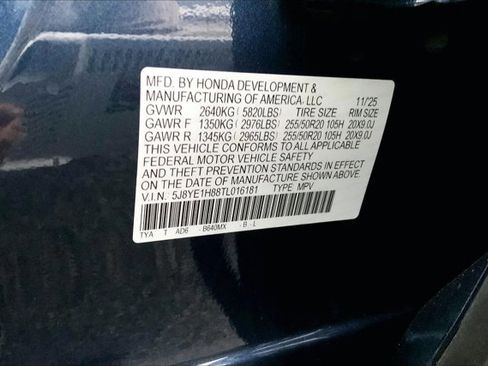 MFD. BY HONDA DEVELOPMENT &
MANUFACTURING OF AMERICA, LLC 11/25
GVWR 2640KG ( 5820LBS) TIRE SIZE RIM SIZE
GAWR F 1350KG ( 2976LBS) 255/50R20 105H 20X9.0J
GAWR R 1345KG ( 2965LBS) 255/50R20 105H 20X9.0J
THIS VEHICLE CONFORMS TO ALL APPLICABLE
FEDERAL MOTOR VEHICLE SAFETY
AND THEFT PREVENTION STANDARDS IN EFFECT
ON THE DATE OF MANUFACTURE SHOWN ABOVE.
V.I.N.: 5J8YE1H88TL016181 TYPE: MPV
TYA T AD6 - B640MX - B - L